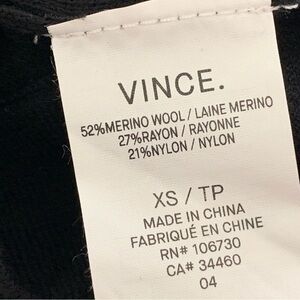 VINCE.
52%MERINO WOOL / LAINE MERINO
27%RAYON / RAYONNE
21%NYLON / NYLON
XS / TP
MADE IN CHINA
FABRIQUÉ EN CHINE
RN# 106730
CA# 34460
04